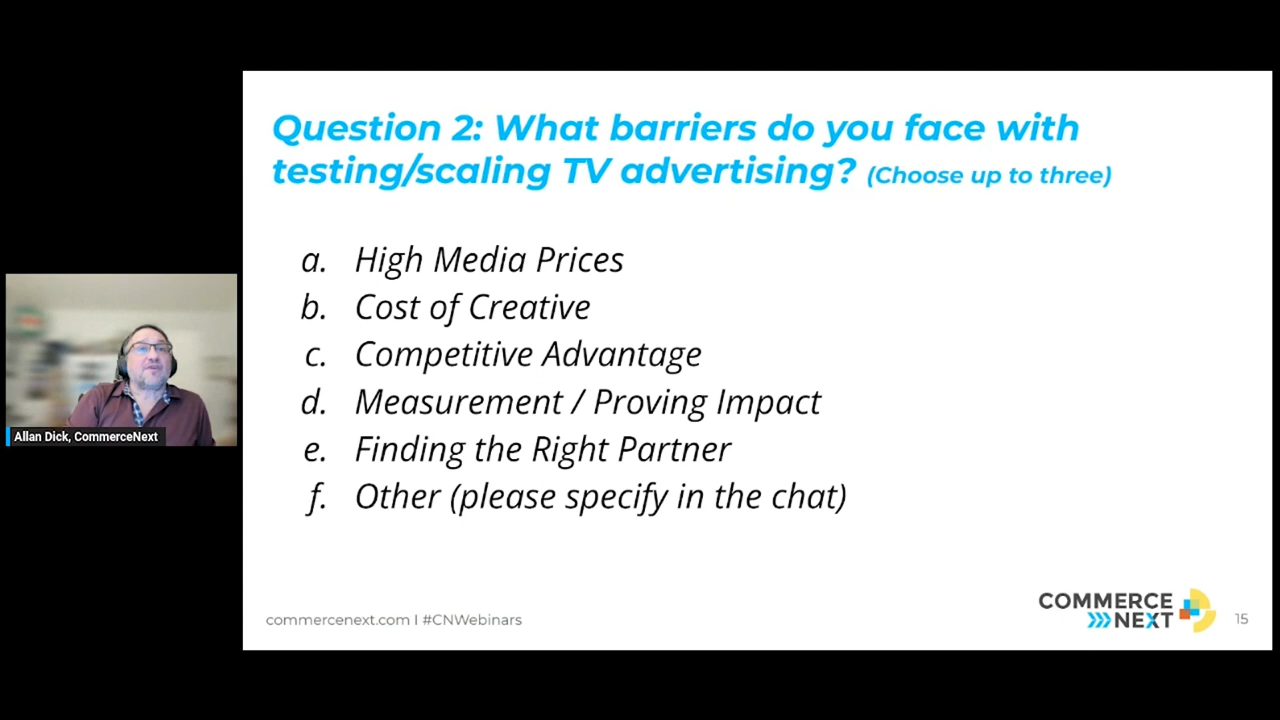 Question 2: What barriers do you face with
testing/scaling TV advertising? (Choose up to three)
a. High Media Prices
b. Cost of Creative
c. Competitive Advantage
d. Measurement / Proving Impact
e. Finding the Right Partner
f. Other (please specify in the chat)
Allan Dick, CommerceNext
commercenext.com I #CNWebinars
COMMERCE
NEXT
15